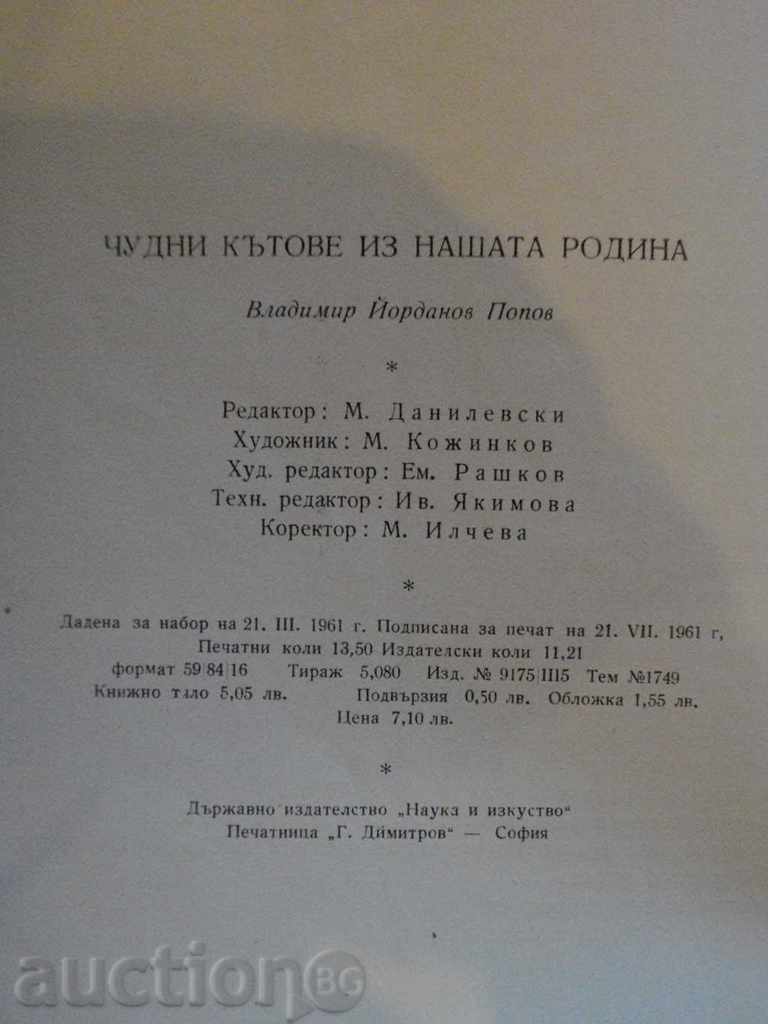 ЧУДНИ КЪТОВЕ ИЗ НАШАТА РОДИНА
Владимир Йорданов Попов
*
Редактор: М. Данилевски
Художник: М. Кожинков
Худ. редактор: Ем. Рашков
Техн. редактор: Ив. Якимова
Коректор: М. Илчева
*
Дадена за набор на 21. III. 1961 г. Подписана за печат на 21. VII. 1961 г,
Печатни коли 13,50 Издателски коли 11,21
формат 59|84|16 Тираж 5,080 Изд. № 9175|III5 Тем №1749
Книжно тяло 5,05 лв. Подвързия 0,50 лв. Обложка 1,55 лв.
Цена 7,10 лв.
*
Държавно издателство „Наука и изкуство“
Печатница „Г. Димитров“ — София
auction BG